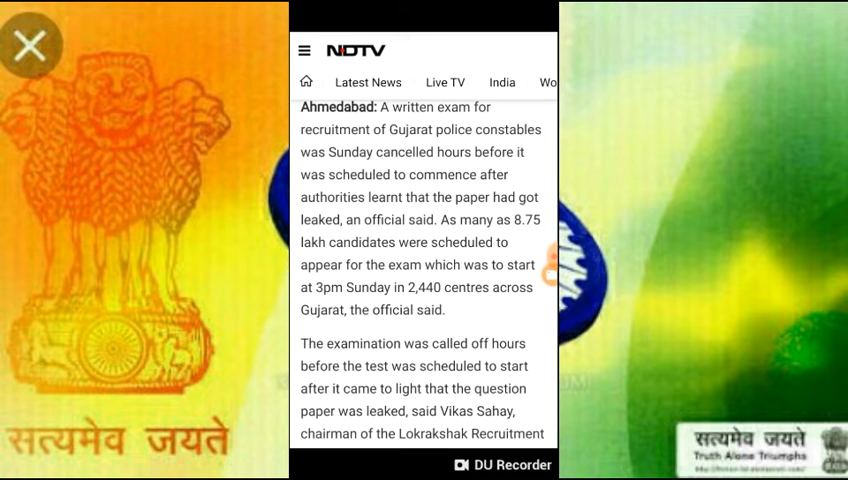 NDTV
Latest News Live TV India Wo
Ahmedabad: A written exam for
recruitment of Gujarat police constables
was Sunday cancelled hours before it
was scheduled to commence after
authorities learnt that the paper had got
leaked, an official said. As many as 8.75
lakh candidates were scheduled to
appear for the exam which was to start
at 3pm Sunday in 2,440 centres across
Gujarat, the official said.
The examination was called off hours
before the test was scheduled to start
after it came to light that the question
paper was leaked, said Vikas Sahay,
chairman of the Lokrakshak Recruitment
DU Recorder
सत्यमेव जयते
सत्यमेव जयते
Truth Alone Triumphs